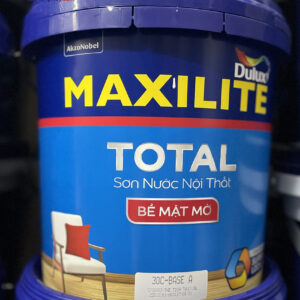 AkzoNobel
Dulux
MAXILITE
TOTAL
Sơn Nước Nội Thất
BỀ MẶT MỜ
30C-BASE A